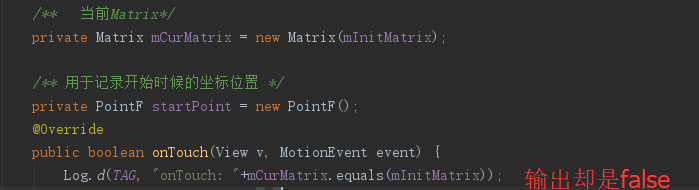 /**  当前Matrix*/
private Matrix mCurMatrix = new Matrix(mInitMatrix);
/** 用于记录开始时候的坐标位置 */
private PointF startPoint = new PointF();
@Override
public boolean onTouch(View v, MotionEvent event) {
Log.d(TAG, "onTouch: "+mCurMatrix.equals(mInitMatrix)); 输出却是false